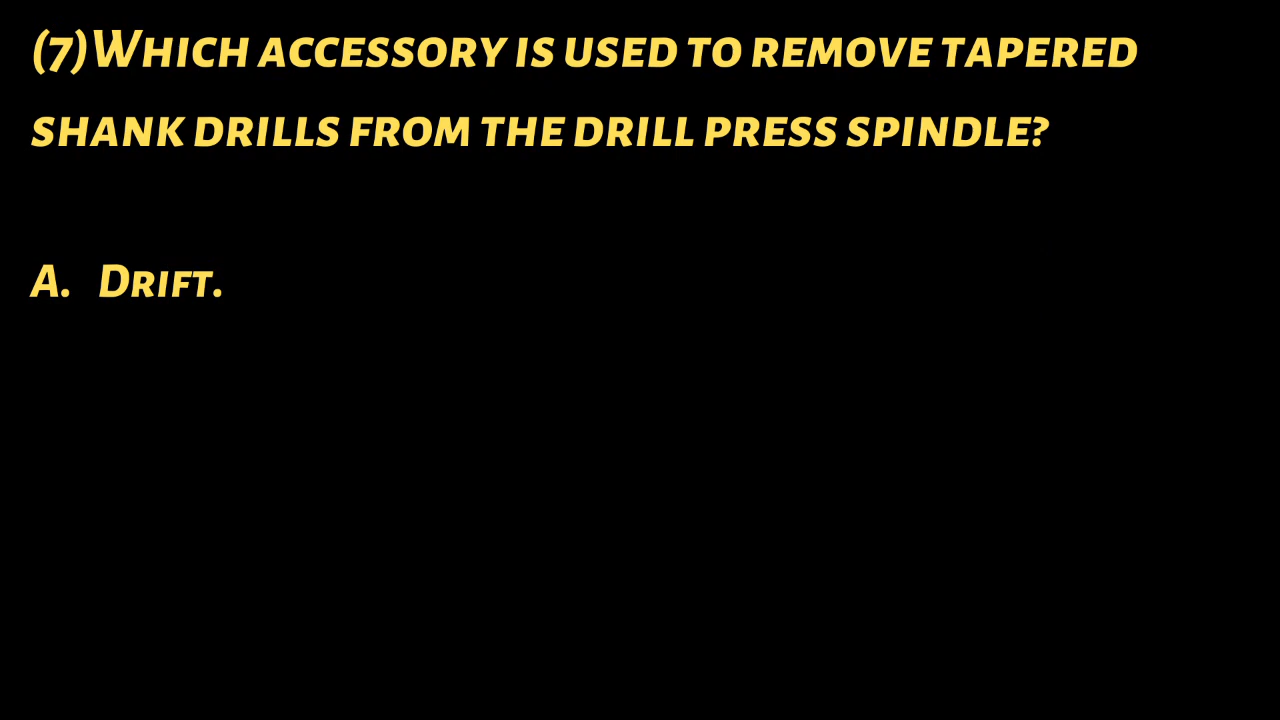 (7)Which accessory is used to remove tapered
shank drills from the drill press spindle?
A. Drift.